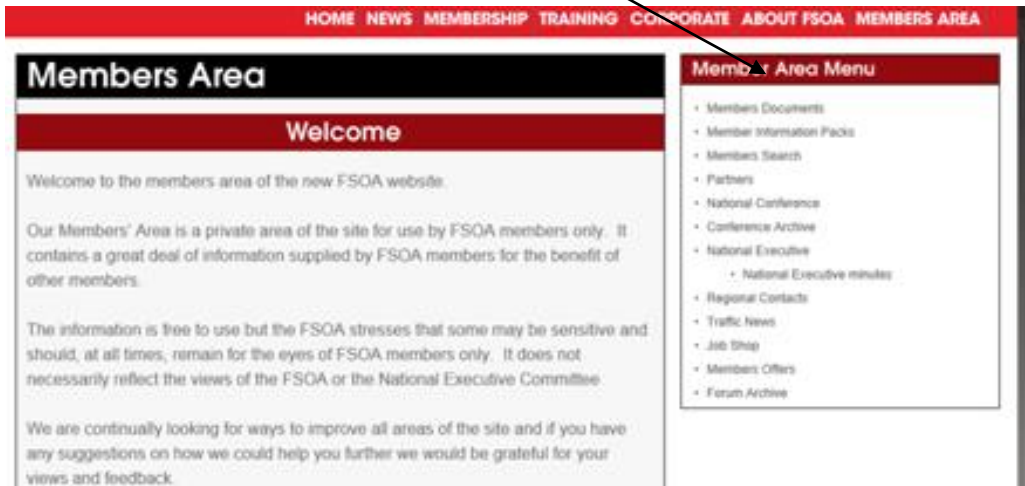 HOME NEWS MEMBERSHIP TRAINING CORPORATE ABOUT FSOA MEMBERS AREA
Members Area
Welcome
Welcome to the members area of the new FSOA website.
Our Members' Area is a private area of the site for use by FSOA members only. It
contains a great deal of information supplied by FSOA members for the benefit of
other members.
The information is free to use but the FSOA stresses that some may be sensitive and
should, at all times, remain for the eyes of FSOA members only. It does not
necessarily reflect the views of the FSOA or the National Executive Committee
We are continually looking for ways to improve all areas of the site and if you have
any suggestions on how we could help you further we would be grateful for your
views and feedback.
Member Area Menu
Members Documents
Member Information Packs
Members Search
Partners
National Conference
Conference Archive
National Executive
National Executive minutes
Regional Contacts
Traffic News
Job Shop
Members Offers
Forum Archive